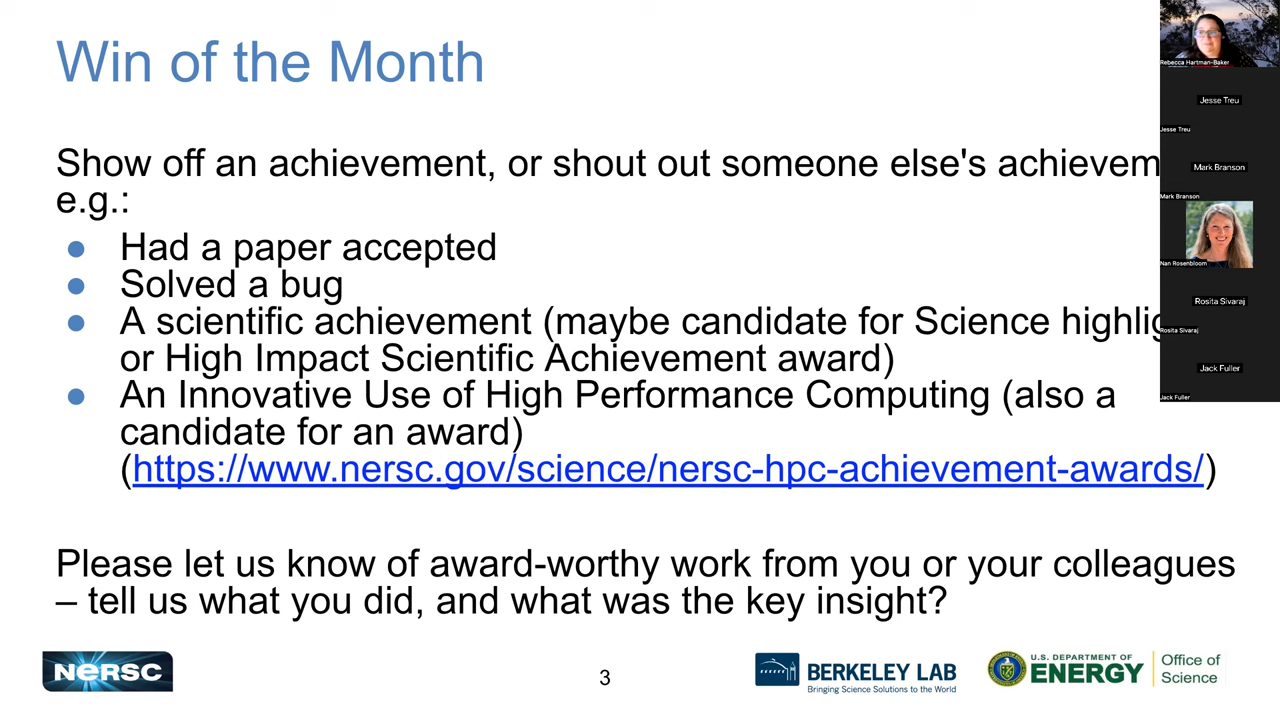 Win of the Month
Show off an achievement, or shout out someone else's achievem
e.g.:
● Had a paper accepted
● Solved a bug
● A scientific achievement (maybe candidate for Science highlig
or High Impact Scientific Achievement award)
● An Innovative Use of High Performance Computing (also a
candidate for an award)
(https://www.nersc.gov/science/nersc-hpc-achievement-awards/)
Please let us know of award-worthy work from you or your colleagues
– tell us what you did, and what was the key insight?
NERSC
3
BERKELEY LAB
Bringing Science Solutions to the World
U.S. DEPARTMENT OF
ENERGY
Office of
Science
Rebecca Hartman-Baker
Jesse Treu
Jesse Treu
Mark Branson
Mark Branson
Nan Rosenbloom
Rosita Sivaraj
Rosita Sivaraj
Jack Fuller
Jack Fuller